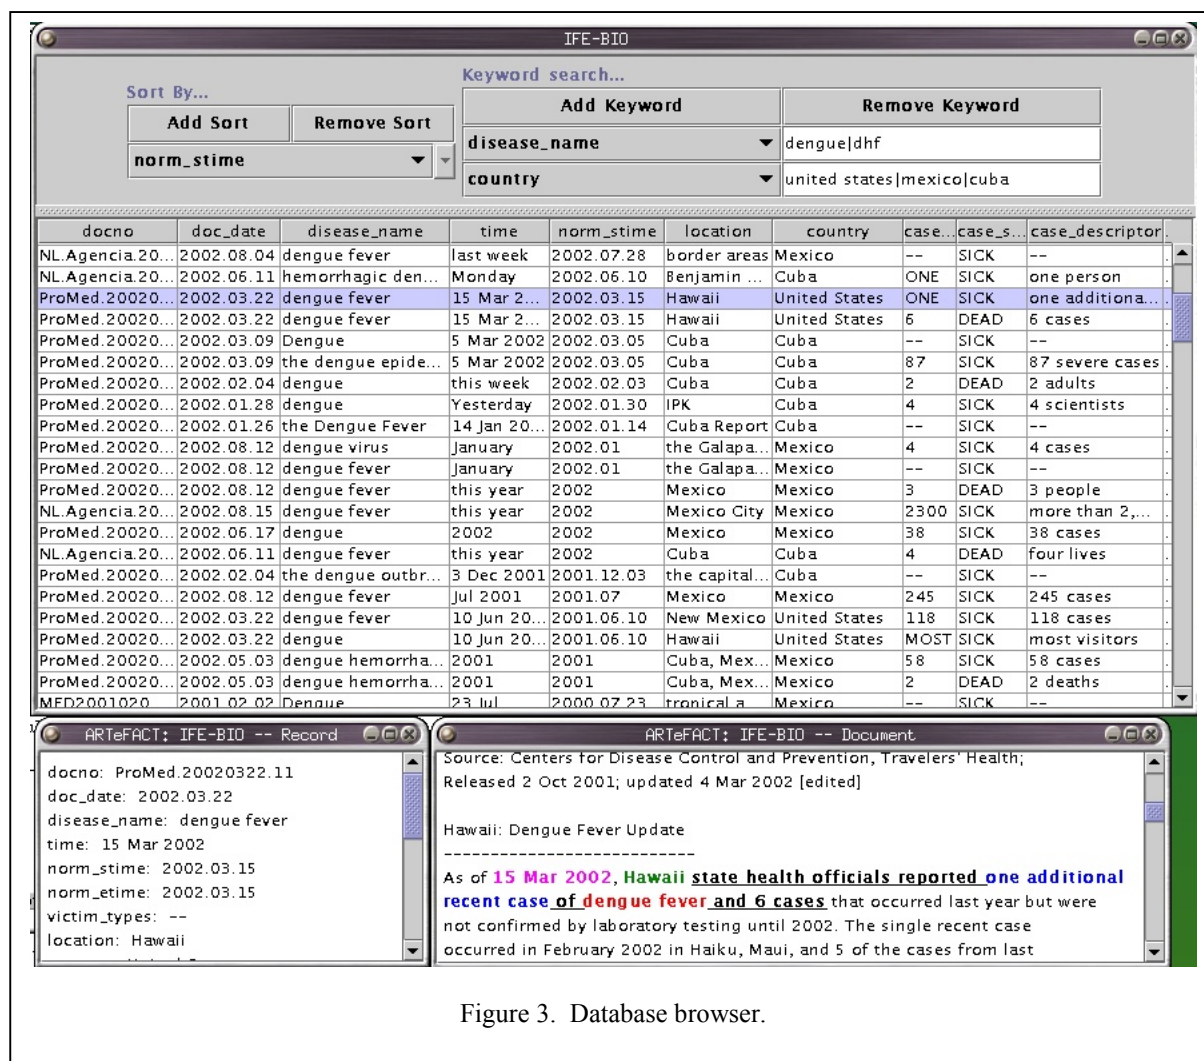 IFE-BIO
Sort By...
Add Sort Remove Sort
norm_stime
Keyword search...
Add Keyword Remove Keyword
disease_name dengue|dhf
country united states|mexico|cuba
docno doc_date disease_name time norm_stime location country case... case_s... case_descriptor .
NL.Agencia.20... 2002.08.04 dengue fever last week 2002.07.28 border areas Mexico -- SICK --
NL.Agencia.20... 2002.06.11 hemorrhagic den... Monday 2002.06.10 Benjamin ... Cuba ONE SICK one person
ProMed.20020... 2002.03.22 dengue fever 15 Mar 2... 2002.03.15 Hawaii United States ONE SICK one additiona...
ProMed.20020... 2002.03.22 dengue fever 15 Mar 2... 2002.03.15 Hawaii United States 6 DEAD 6 cases
ProMed.20020... 2002.03.09 Dengue 5 Mar 2002 2002.03.05 Cuba Cuba -- SICK --
ProMed.20020... 2002.03.09 the dengue epide... 5 Mar 2002 2002.03.05 Cuba Cuba 87 SICK 87 severe cases
ProMed.20020... 2002.02.04 dengue this week 2002.02.03 Cuba Cuba 2 DEAD 2 adults
ProMed.20020... 2002.01.28 dengue Yesterday 2002.01.30 IPK Cuba 4 SICK 4 scientists
ProMed.20020... 2002.01.26 the Dengue Fever 14 Jan 20... 2002.01.14 Cuba Report Cuba -- SICK --
ProMed.20020... 2002.08.12 dengue virus January 2002.01 the Galapa... Mexico 4 SICK 4 cases
ProMed.20020... 2002.08.12 dengue fever January 2002.01 the Galapa... Mexico -- SICK --
ProMed.20020... 2002.08.12 dengue fever this year 2002 Mexico Mexico 3 DEAD 3 people
NL.Agencia.20... 2002.08.15 dengue fever this year 2002 Mexico City Mexico 2300 SICK more than 2,...
ProMed.20020... 2002.06.17 dengue 2002 2002 Mexico Mexico 38 SICK 38 cases
NL.Agencia.20... 2002.06.11 dengue fever this year 2002 Cuba Cuba 4 DEAD four lives
ProMed.20020... 2002.02.04 the dengue outbr... 3 Dec 2001 2001.12.03 the capital... Cuba -- SICK --
ProMed.20020... 2002.08.12 dengue fever Jul 2001 2001.07 Mexico Mexico 245 SICK 245 cases
ProMed.20020... 2002.03.22 dengue fever 10 Jun 20... 2001.06.10 New Mexico United States 118 SICK 118 cases
ProMed.20020... 2002.03.22 dengue 10 Jun 20... 2001.06.10 Hawaii United States MOST SICK most visitors
ProMed.20020... 2002.05.03 dengue hemorrha... 2001 2001 Cuba, Mex... Mexico 58 SICK 58 cases
ProMed.20020... 2002.05.03 dengue hemorrha... 2001 2001 Cuba, Mex... Mexico 2 DEAD 2 deaths
MED2001020 2001.02.02 Dengue 23 Jul 2000.07.23 tropical a Mexico -- SICK --
ARTeFACT: IFE-BIO -- Record
docno: ProMed.20020322.11
doc_date: 2002.03.22
disease_name: dengue fever
time: 15 Mar 2002
norm_stime: 2002.03.15
norm_etime: 2002.03.15
victim_types: --
location: Hawaii
ARTeFACT: IFE-BIO -- Document
Source: Centers for Disease Control and Prevention, Travelers' Health;
Released 2 Oct 2001; updated 4 Mar 2002 [edited]
Hawaii: Dengue Fever Update
---------------------------
As of 15 Mar 2002, Hawaii state health officials reported one additional
recent case of dengue fever and 6 cases that occurred last year but were
not confirmed by laboratory testing until 2002. The single recent case
occurred in February 2002 in Haiku, Maui, and 5 of the cases from last
Figure 3. Database browser.